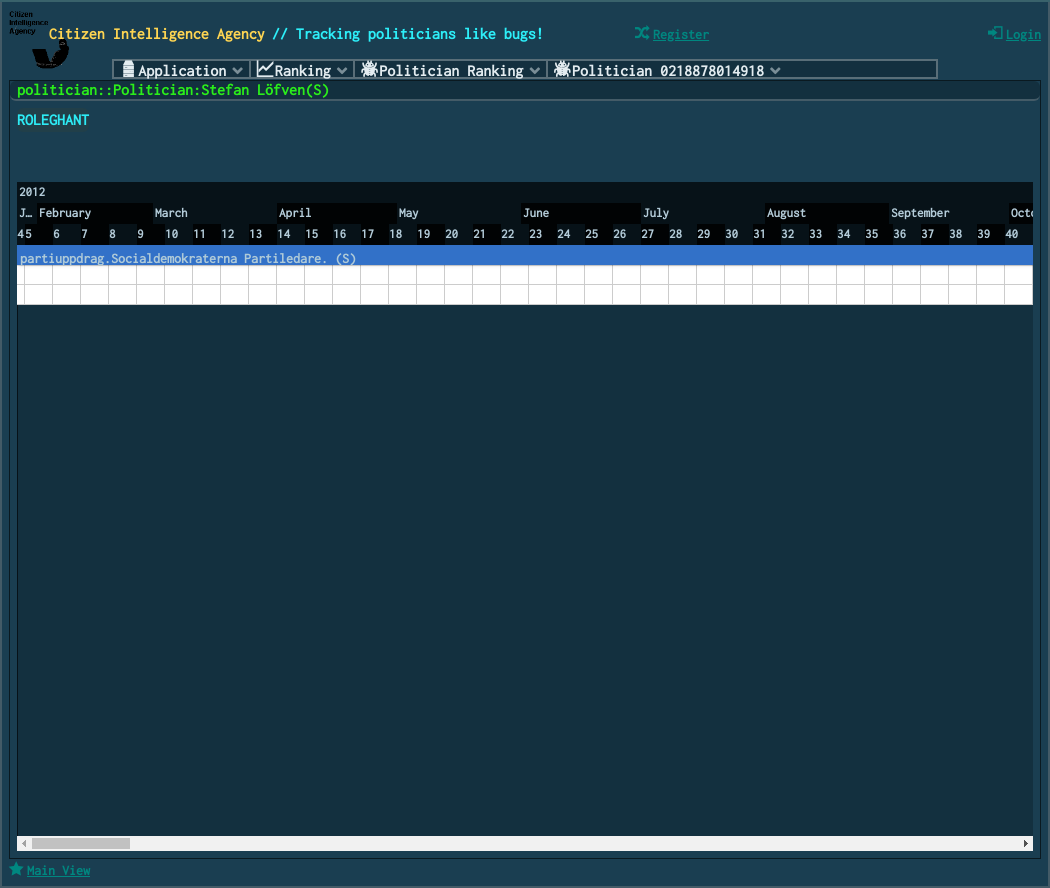 Citizen
Intelligence
Agency
Citizen Intelligence Agency // Tracking politicians like bugs!
Register
Login
Application Ranking Politician Ranking Politician 0218878014918
politician::Politician:Stefan Löfven(S)
ROLEGHANT
2012
J… February March April May June July August September Octo
45 6 7 8 9 10 11 12 13 14 15 16 17 18 19 20 21 22 23 24 25 26 27 28 29 30 31 32 33 34 35 36 37 38 39 40
partiuppdrag.Socialdemokraterna Partiledare. (S)
Main View